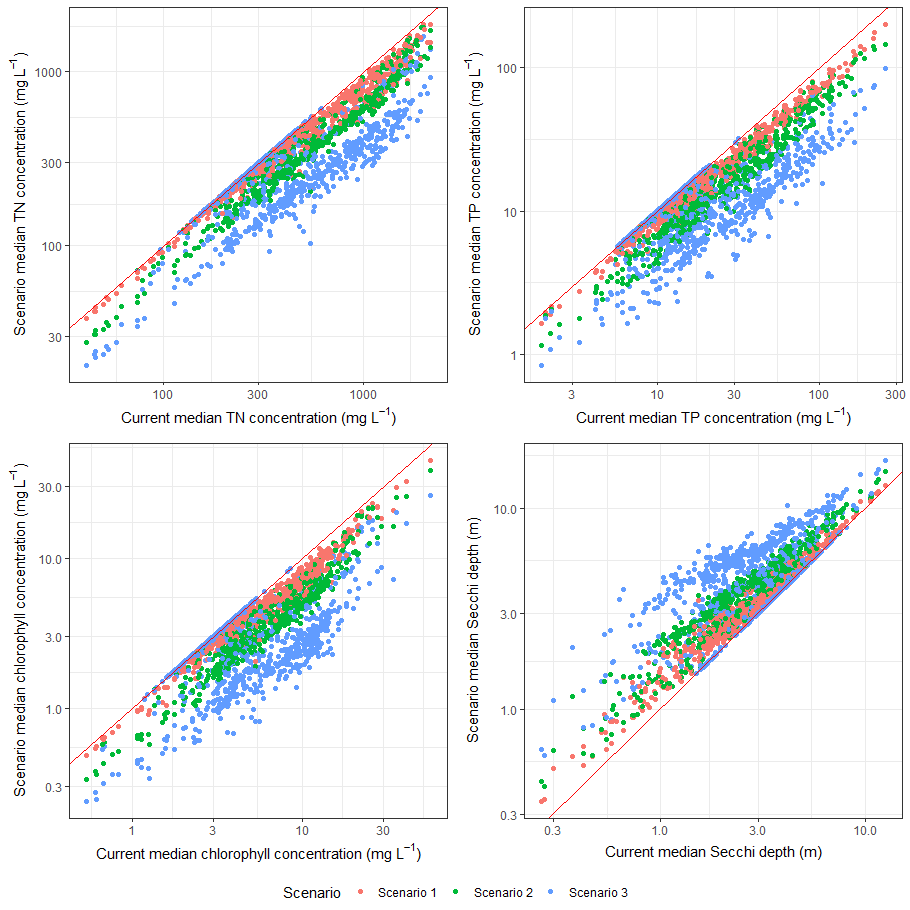 Scenario median TN concentration (mg L⁻¹)
1000
300
100
30
100
300
1000
Current median TN concentration (mg L⁻¹)
Scenario median TP concentration (mg L⁻¹)
100
10
1
3
10
30
100
300
Current median TP concentration (mg L⁻¹)
Scenario median chlorophyll concentration (mg L⁻¹)
30.0
10.0
3.0
1.0
0.3
1
3
10
30
Current median chlorophyll concentration (mg L⁻¹)
Scenario median Secchi depth (m)
10.0
3.0
1.0
0.3
0.3
1.0
3.0
10.0
Current median Secchi depth (m)
Scenario
Scenario 1
Scenario 2
Scenario 3